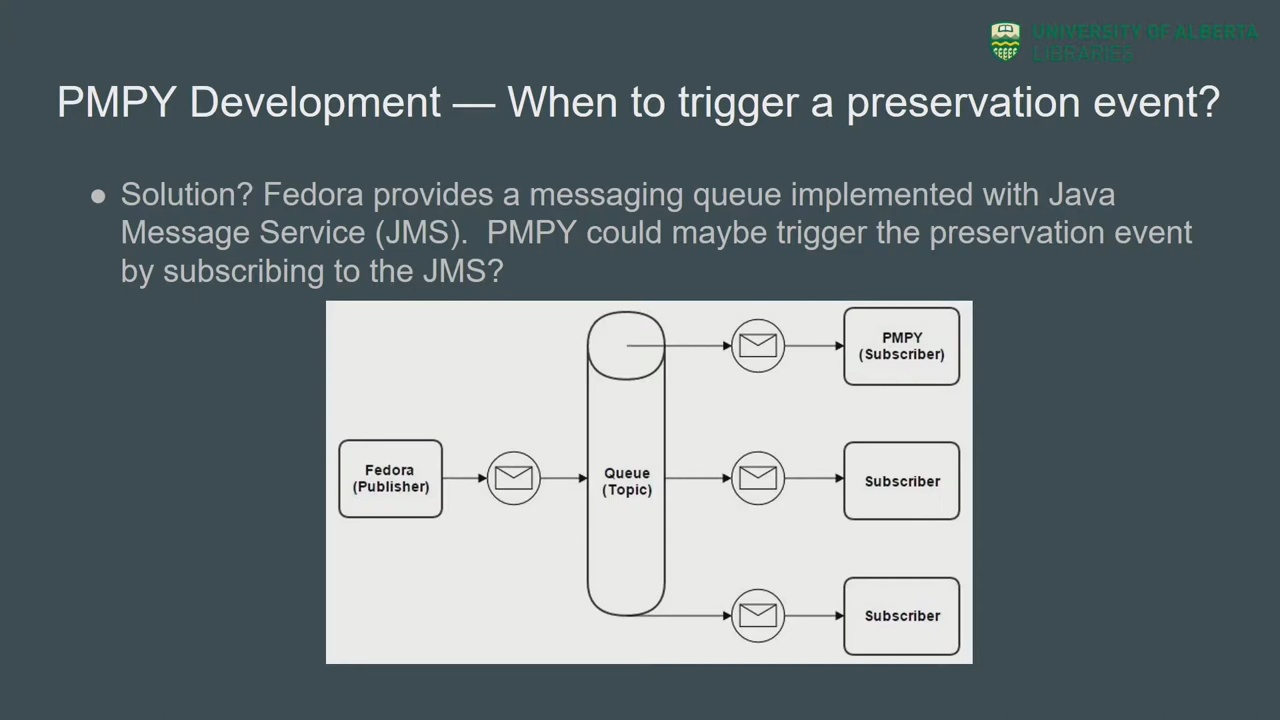 UNIVERSITY OF ALBERTA
LIBRARIES
PMPY Development — When to trigger a preservation event?
● Solution? Fedora provides a messaging queue implemented with Java
Message Service (JMS).  PMPY could maybe trigger the preservation event
by subscribing to the JMS?
PMPY
(Subscriber)
Fedora
(Publisher)
Queue
(Topic)
Subscriber
Subscriber